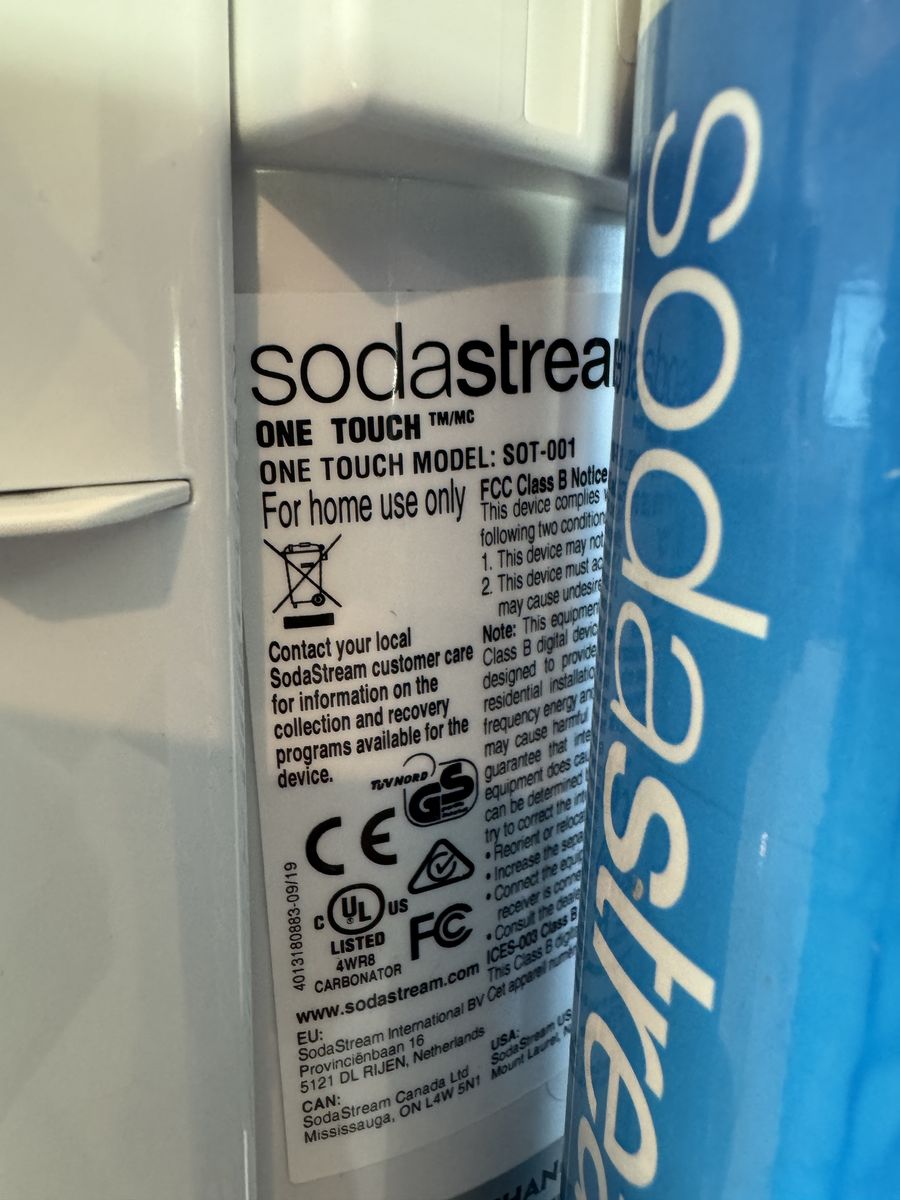 sodastrea
ONE TOUCH TM/MC
ONE TOUCH MODEL: SOT-001
For home use only
Contact your local
SodaStream customer care
for information on the
collection and recovery
programs available for the
device.
TÜV NORD
GS
CE
4013180883-09/19
C UL US
LISTED
4WR8
CARBONATOR
FC
www.sodastream.com
EU:
SodaStream International BV
Provinciënbaan 16
5121 DL RIJEN, Netherlands
CAN:
SodaStream Canada Ltd
Mississauga, ON L4W 5N1
FCC Class B Notice
This device complies
following two condition
1. This device may not
2. This device must ac
may cause undesire
Note: This equipmen
Class B digital devic
designed to provide
residential installatio
frequency energy and
may cause harmful
guarantee that inte
equipment does cau
can be determined
try to correct the int
• Reorient or reloca
• Increase the sepa
• Connect the equip
receiver is conne
• Consult the deale
ICES-003 Class B
This Class B digit
Cet appareil numé
USA:
SodaStream US
Mount Laurel, N
sodastrea